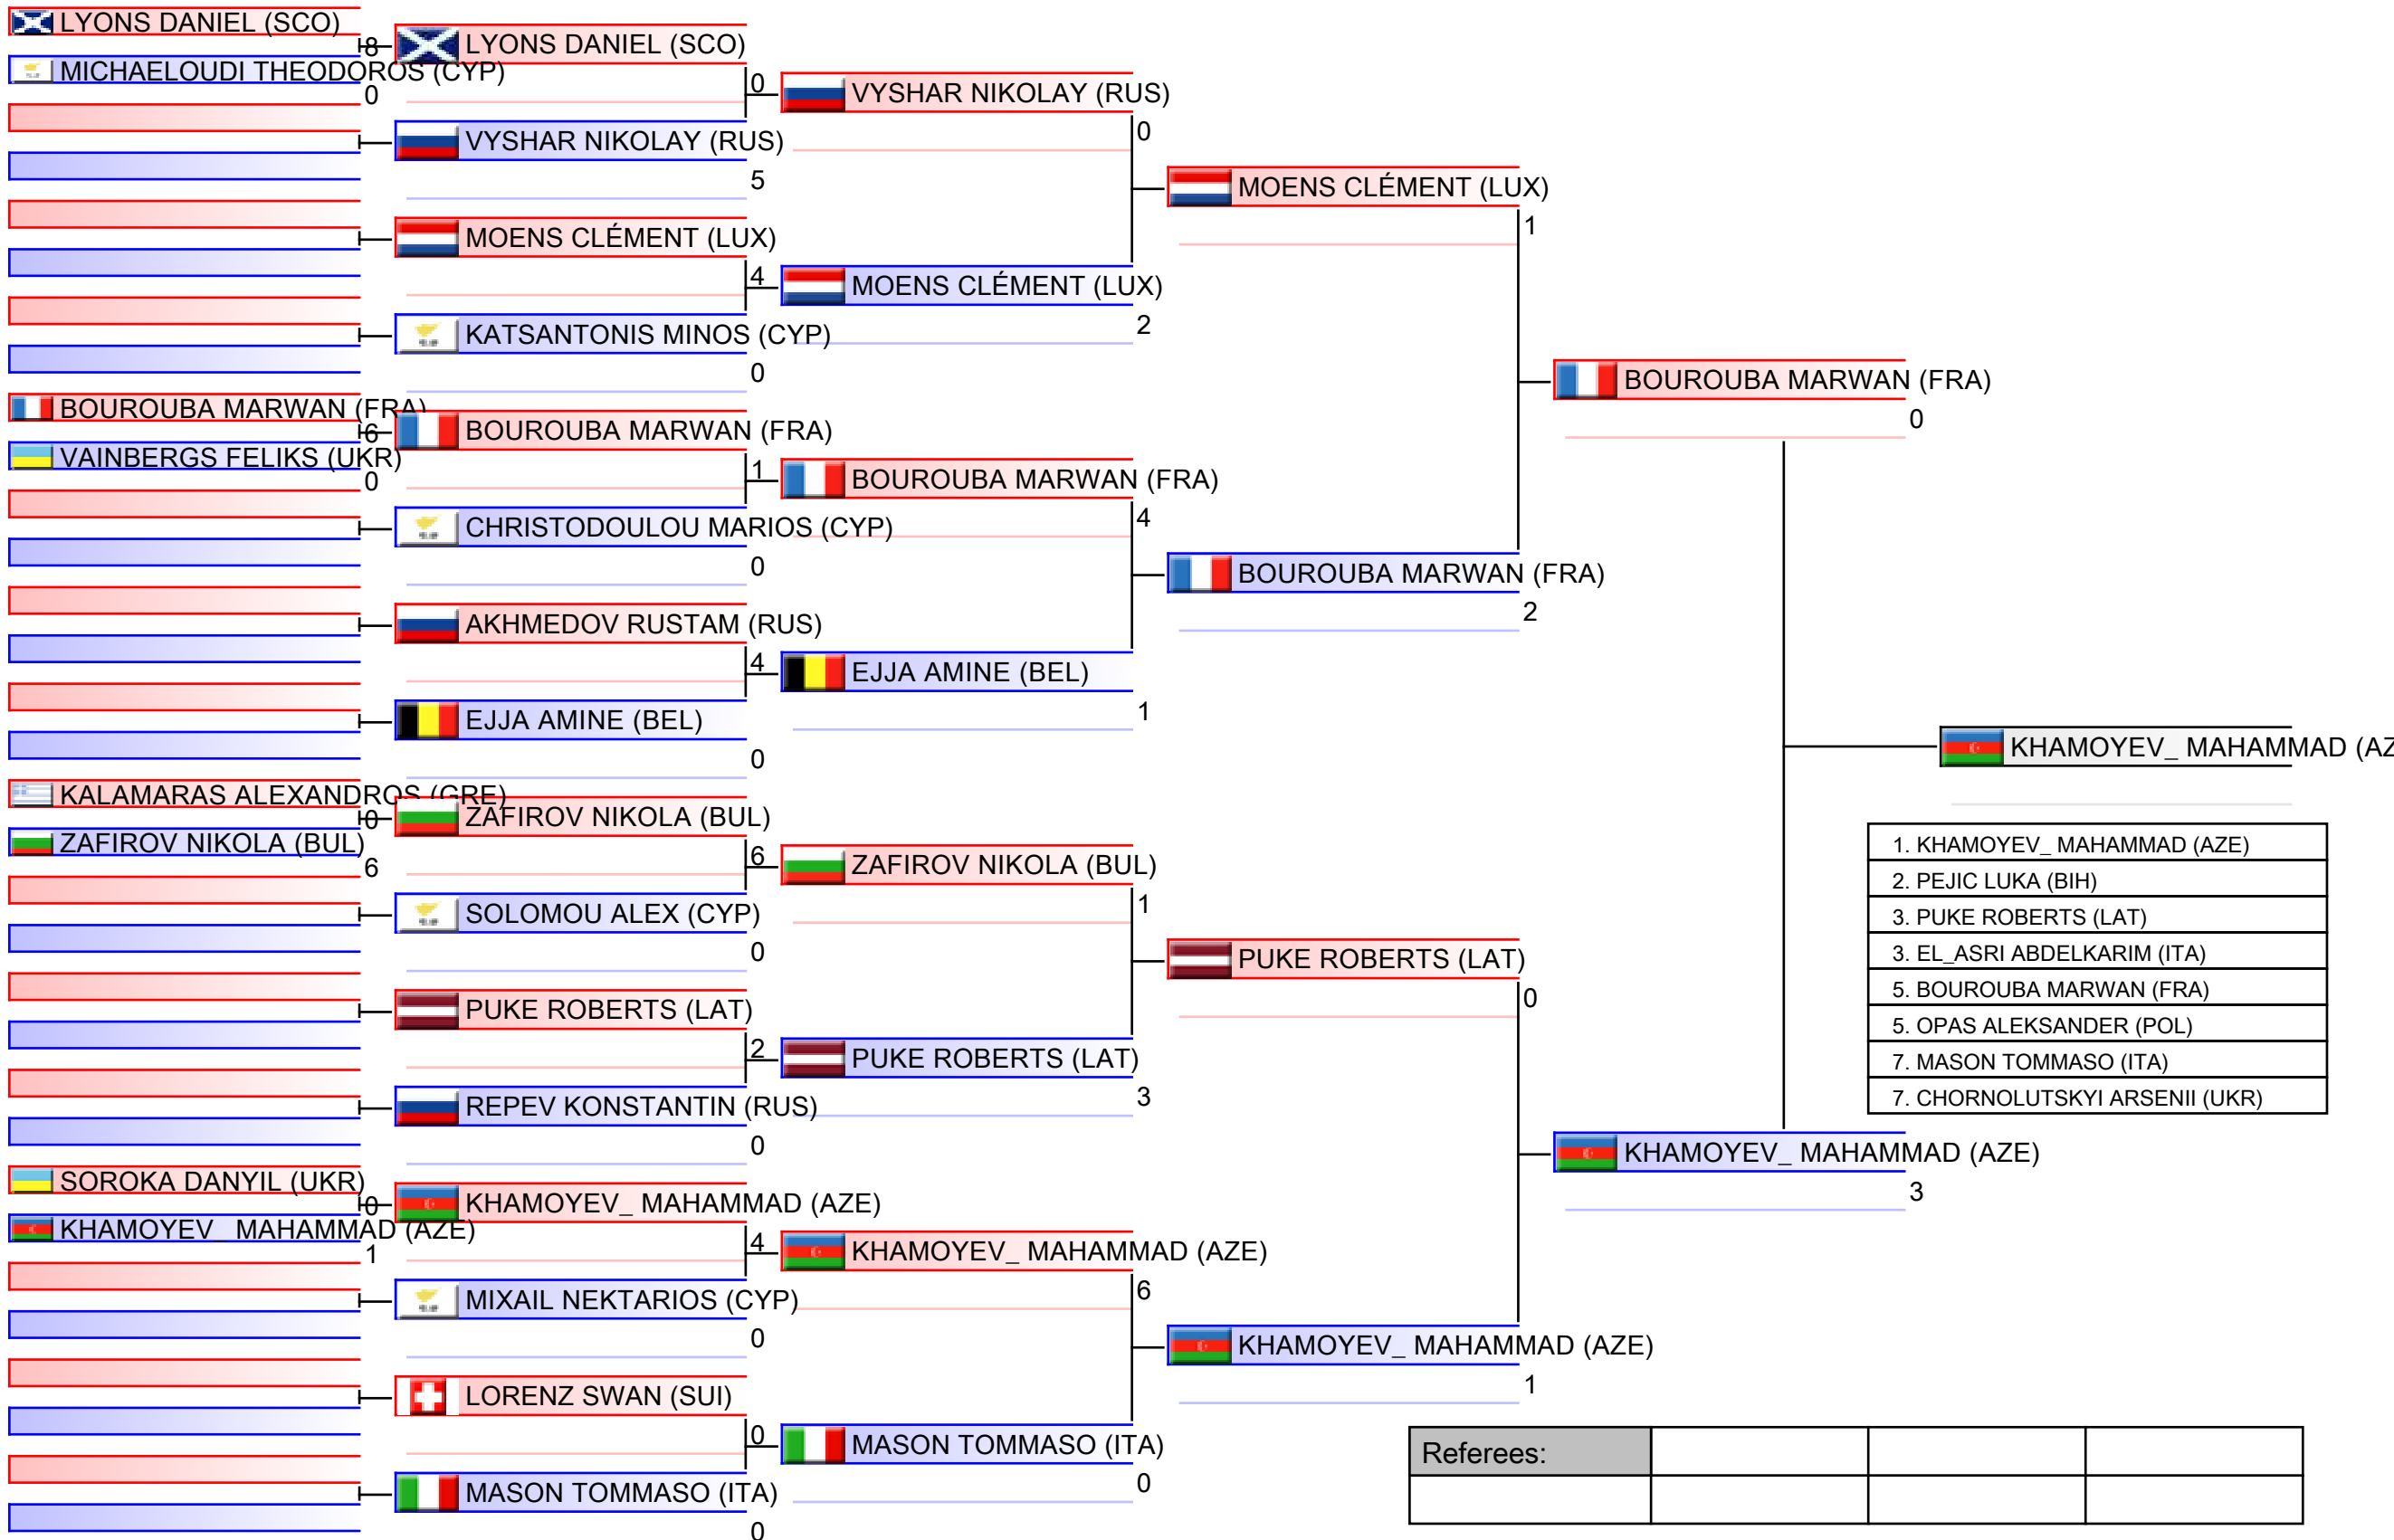 LYONS DANIEL (SCO)
8
MICHAELOUDI THEODOROS (CYP)
0
BOUROUBA MARWAN (FRA)
6
VAINBERGS FELIKS (UKR)
0
KALAMARAS ALEXANDROS (GRE)
0
ZAFIROV NIKOLA (BUL)
6
SOROKA DANYIL (UKR)
0
KHAMOYEV_ MAHAMMAD (AZE)
1
LYONS DANIEL (SCO)
0
VYSHAR NIKOLAY (RUS)
5
MOENS CLÉMENT (LUX)
4
KATSANTONIS MINOS (CYP)
0
BOUROUBA MARWAN (FRA)
1
CHRISTODOULOU MARIOS (CYP)
0
AKHMEDOV RUSTAM (RUS)
4
EJJA AMINE (BEL)
0
ZAFIROV NIKOLA (BUL)
6
SOLOMOU ALEX (CYP)
0
PUKE ROBERTS (LAT)
2
REPEV KONSTANTIN (RUS)
0
KHAMOYEV_ MAHAMMAD (AZE)
4
MIXAIL NEKTARIOS (CYP)
0
LORENZ SWAN (SUI)
0
MASON TOMMASO (ITA)
0
VYSHAR NIKOLAY (RUS)
0
MOENS CLÉMENT (LUX)
2
BOUROUBA MARWAN (FRA)
4
EJJA AMINE (BEL)
1
ZAFIROV NIKOLA (BUL)
1
PUKE ROBERTS (LAT)
3
KHAMOYEV_ MAHAMMAD (AZE)
6
MASON TOMMASO (ITA)
0
MOENS CLÉMENT (LUX)
1
BOUROUBA MARWAN (FRA)
2
PUKE ROBERTS (LAT)
0
KHAMOYEV_ MAHAMMAD (AZE)
1
BOUROUBA MARWAN (FRA)
0
KHAMOYEV_ MAHAMMAD (AZE)
3
KHAMOYEV_ MAHAMMAD (AZ
1. KHAMOYEV_ MAHAMMAD (AZE)
2. PEJIC LUKA (BIH)
3. PUKE ROBERTS (LAT)
3. EL_ASRI ABDELKARIM (ITA)
5. BOUROUBA MARWAN (FRA)
5. OPAS ALEKSANDER (POL)
7. MASON TOMMASO (ITA)
7. CHORNOLUTSKYI ARSENII (UKR)
Referees: